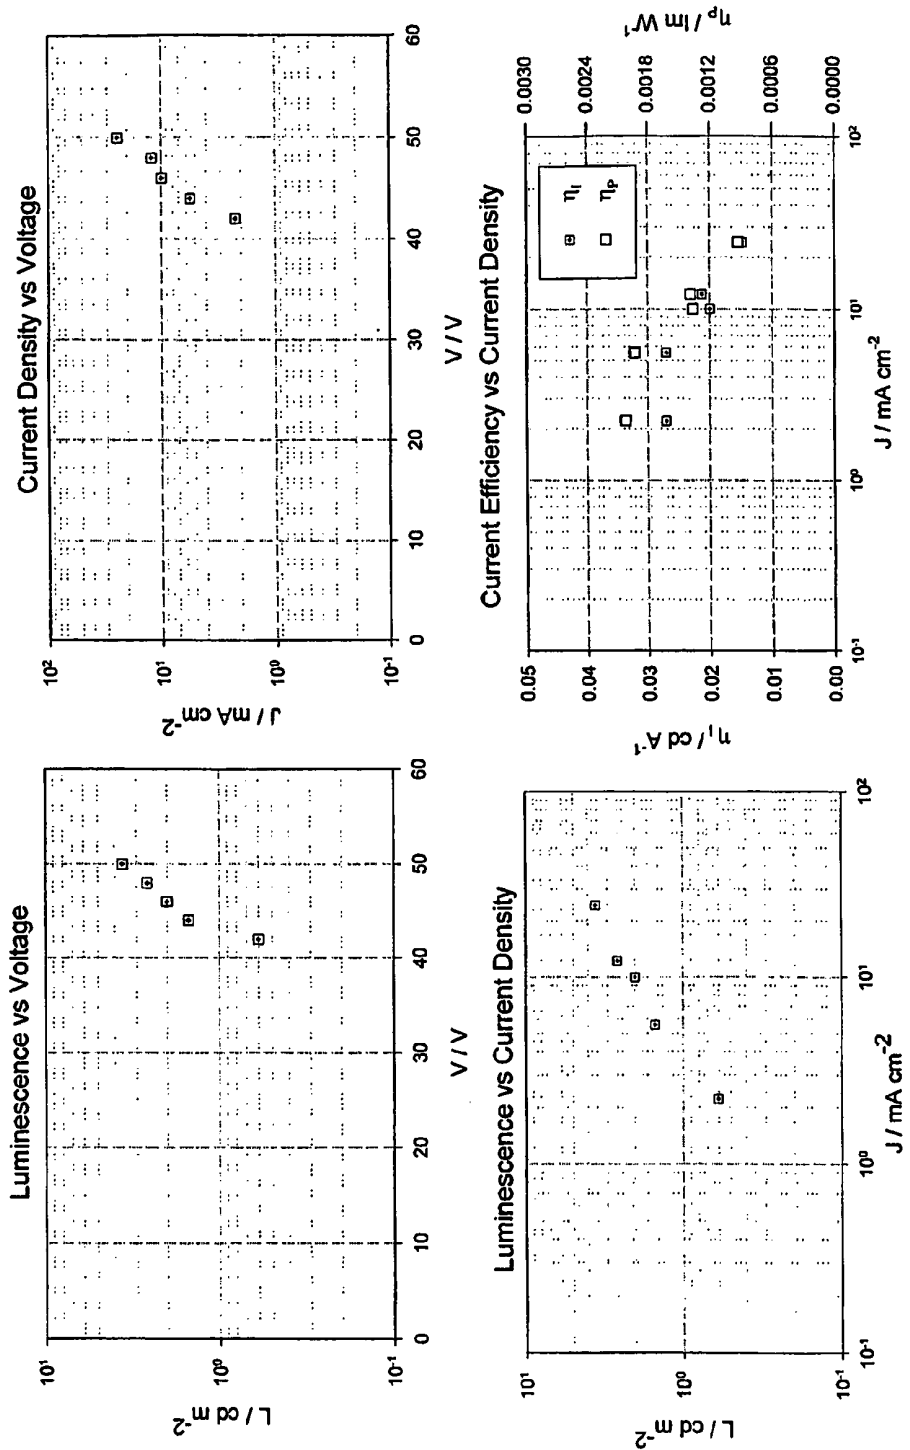 Luminescence vs Voltage
L / cd m⁻²
10¹
10⁰
10⁻¹
0 10 20 30 40 50 60
V / V
Current Density vs Voltage
J / mA cm⁻²
10²
10¹
10⁰
10⁻¹
0 10 20 30 40 50 60
V / V
Luminescence vs Current Density
L / cd m⁻²
10¹
10⁰
10⁻¹
10⁻¹ 10⁰ 10¹ 10²
J / mA cm⁻²
Current Efficiency vs Current Density
η_I / cd A⁻¹
0.05
0.04
0.03
0.02
0.01
0.00
10⁻¹ 10⁰ 10¹ 10²
J / mA cm⁻²
η_I
η_P
0.0030
0.0024
0.0018
0.0012
0.0006
0.0000
η_P / lm W⁻¹